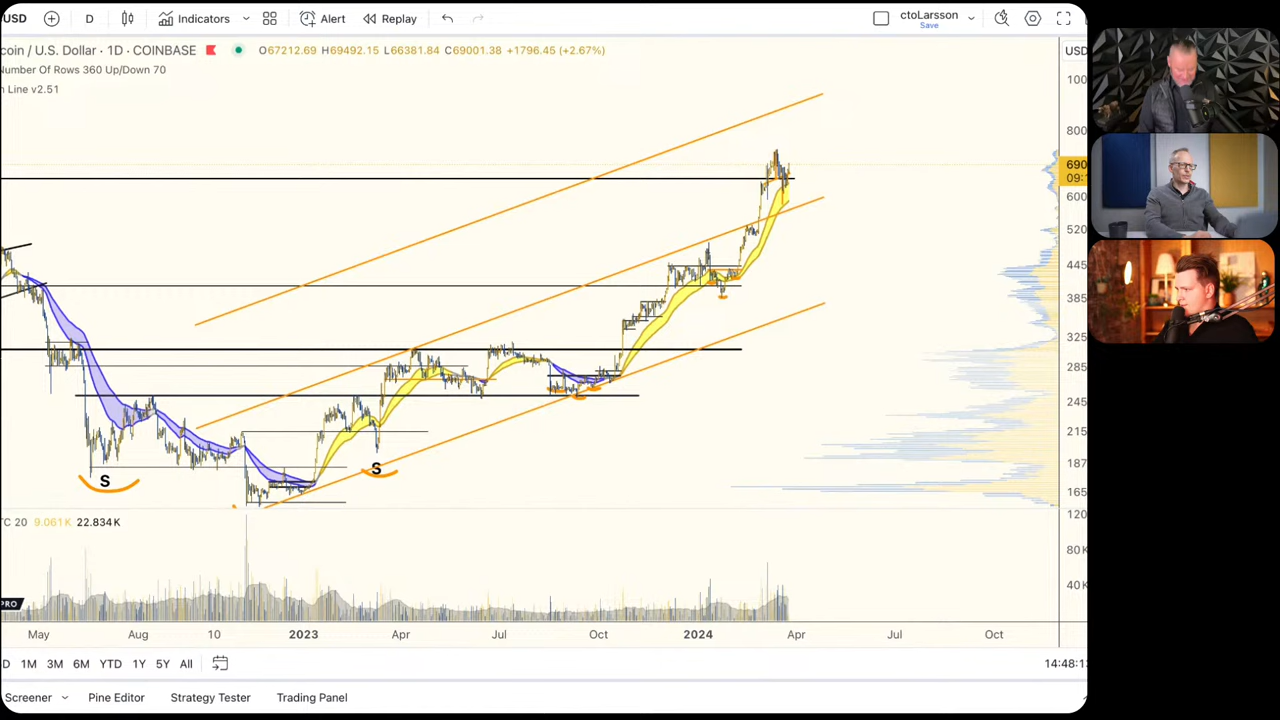 USD D Indicators Alert Replay ctoLarsson
Save
coin / U.S. Dollar · 1D · COINBASE O67212.69 H69492.15 L66381.84 C69001.38 +1796.45 (+2.67%) USD
Number Of Rows 360 Up/Down 70
n Line v2.51
100
800
690
09:1
600
520
445
385
325
285
245
215
187
165
S
S
TC 20 9.061K 22.834K
120
80 K
40 K
PRO
May Aug 10 2023 Apr Jul Oct 2024 Apr Jul Oct
D 1M 3M 6M YTD 1Y 5Y All 14:48:1
Screener Pine Editor Strategy Tester Trading Panel